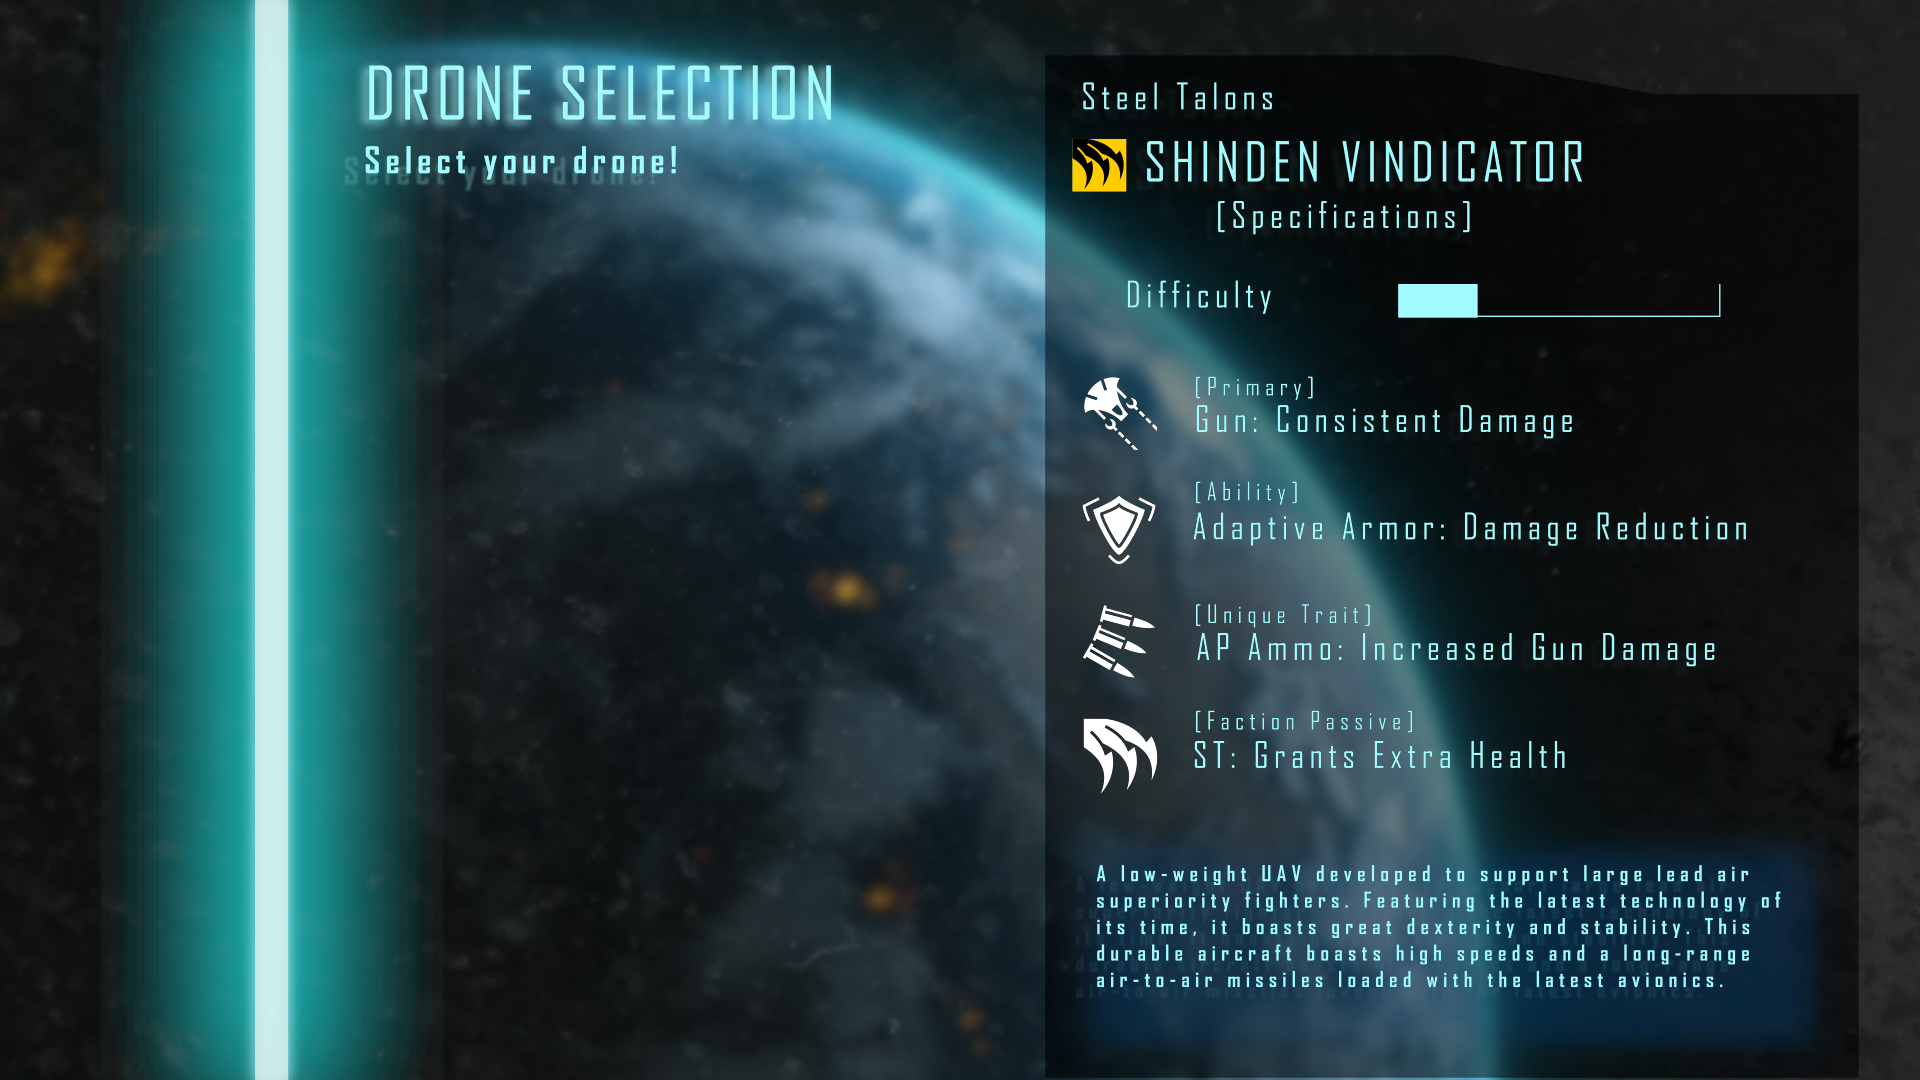 DRONE SELECTION
Select your drone!
Steel Talons
SHINDEN VINDICATOR
[Specifications]
Difficulty
[Primary]
Gun: Consistent Damage
[Ability]
Adaptive Armor: Damage Reduction
[Unique Trait]
AP Ammo: Increased Gun Damage
[Faction Passive]
ST: Grants Extra Health
A low-weight UAV developed to support large lead air
superiority fighters. Featuring the latest technology of
its time, it boasts great dexterity and stability. This
durable aircraft boasts high speeds and a long-range
air-to-air missiles loaded with the latest avionics.